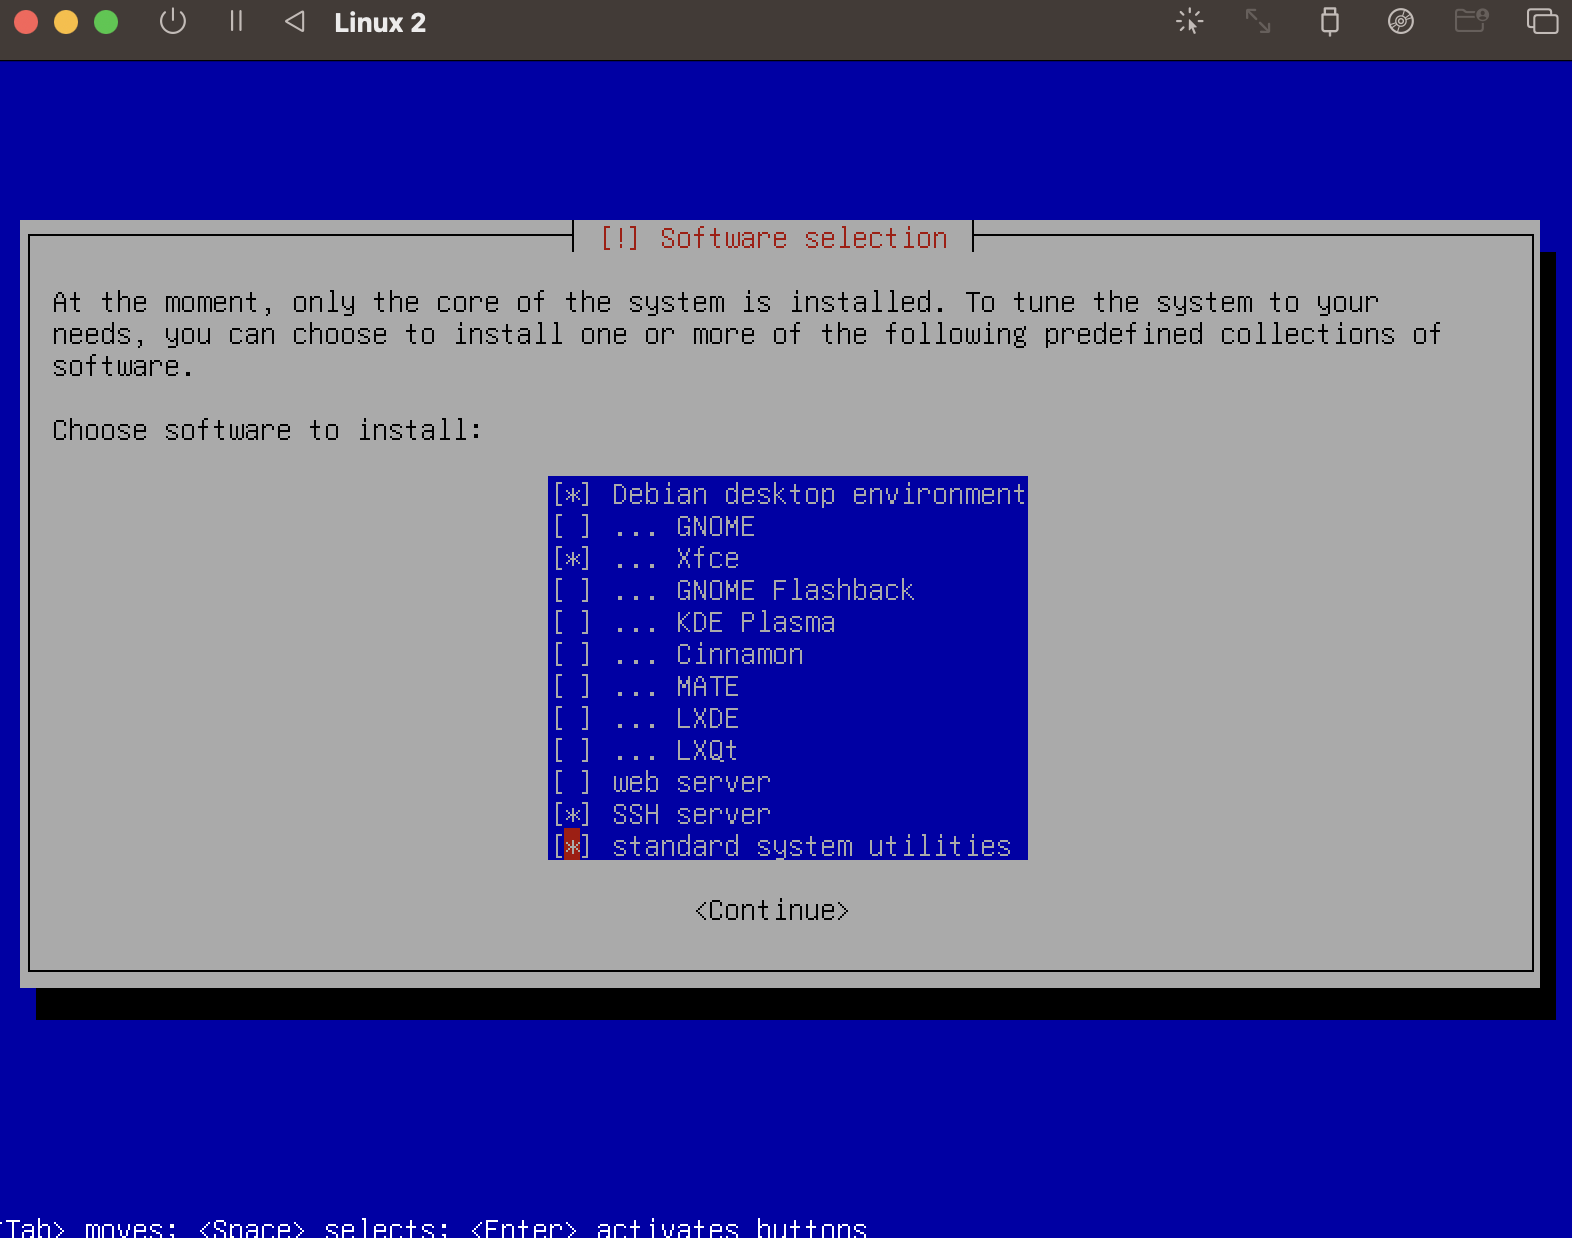 Linux 2
[!] Software selection
At the moment, only the core of the system is installed. To tune the system to your
needs, you can choose to install one or more of the following predefined collections of
software.
Choose software to install:
[*] Debian desktop environment
[ ] ... GNOME
[*] ... Xfce
[ ] ... GNOME Flashback
[ ] ... KDE Plasma
[ ] ... Cinnamon
[ ] ... MATE
[ ] ... LXDE
[ ] ... LXQt
[ ] web server
[*] SSH server
[*] standard system utilities
<Continue>
<Tab> moves; <Space> selects; <Enter> activates buttons